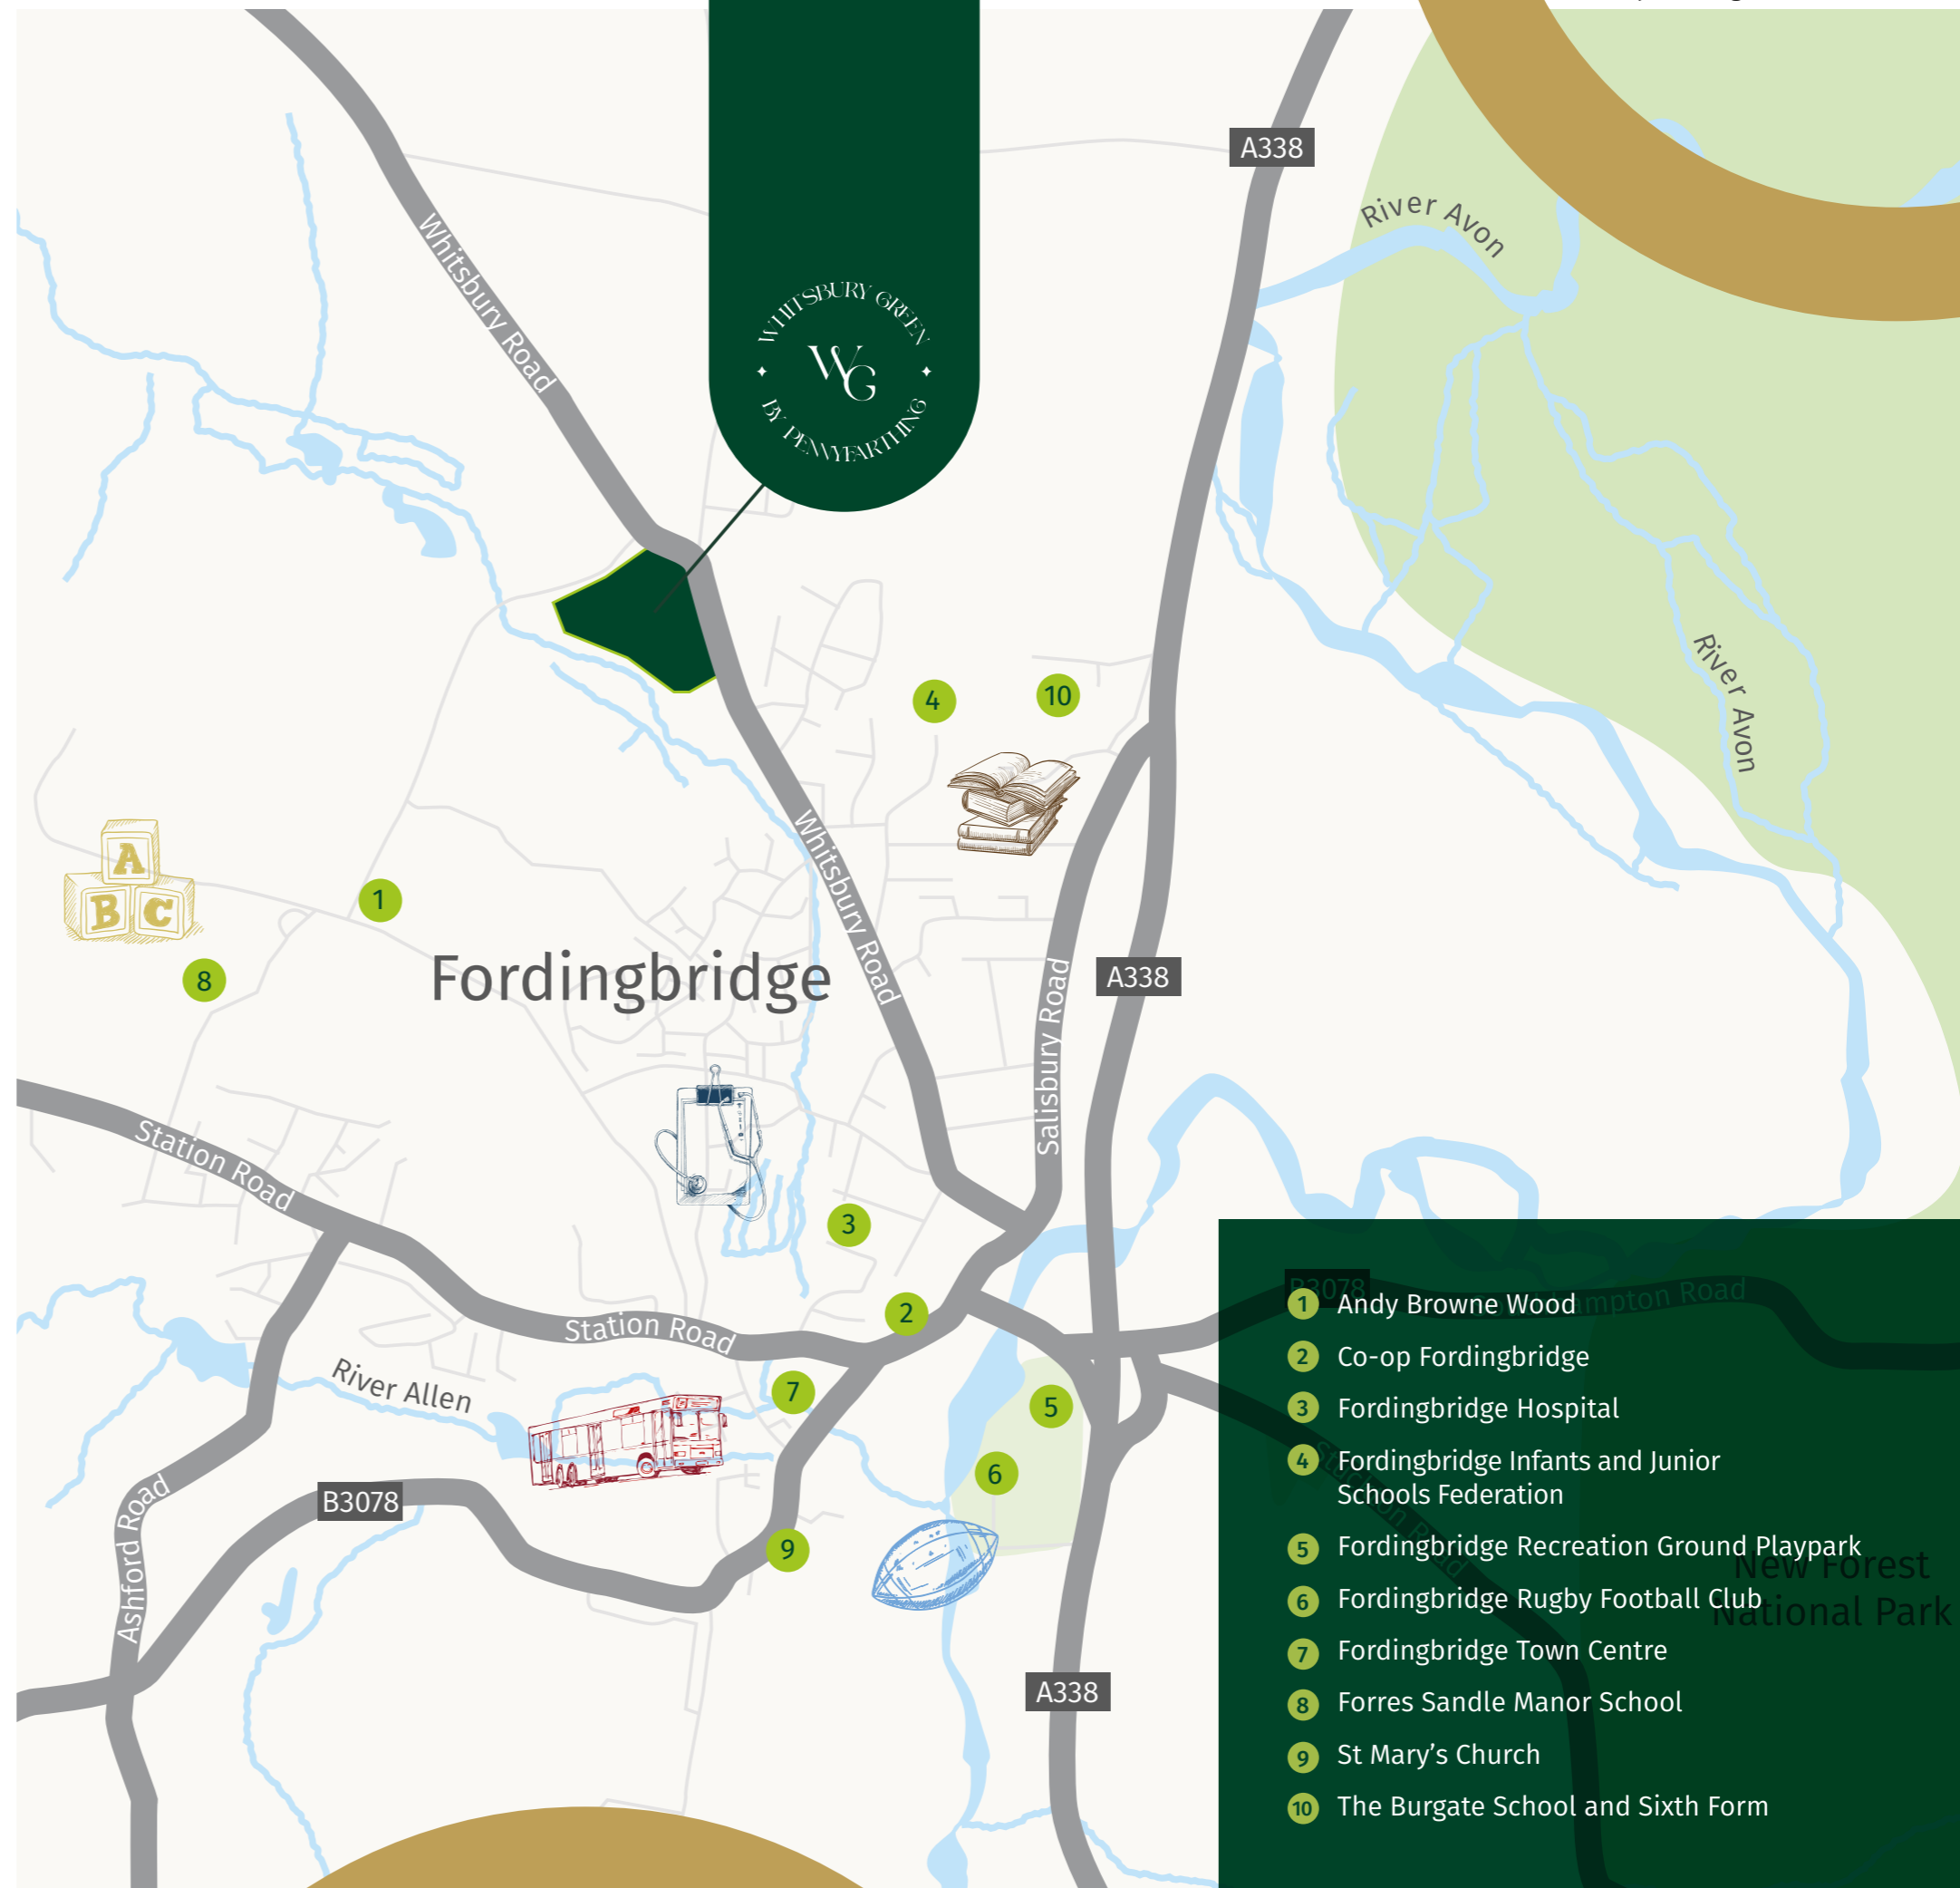 A338
River Avon
Whitsbury Road
WHITSBURY GREEN
WG
BY PENNYFARTHING
River Avon
4
10
Whitsbury Road
A
B C
1
8
Fordingbridge
Salisbury Road
A338
Station Road
3
2
Station Road
River Allen
7
5
6
B3078
Ashford Road
9
A338
B3078
1 Andy Browne Wood
2 Co-op Fordingbridge
3 Fordingbridge Hospital
4 Fordingbridge Infants and Junior
Schools Federation
5 Fordingbridge Recreation Ground Playpark
6 Fordingbridge Rugby Football Club
7 Fordingbridge Town Centre
8 Forres Sandle Manor School
9 St Mary’s Church
10 The Burgate School and Sixth Form
Road
New Forest
National Park